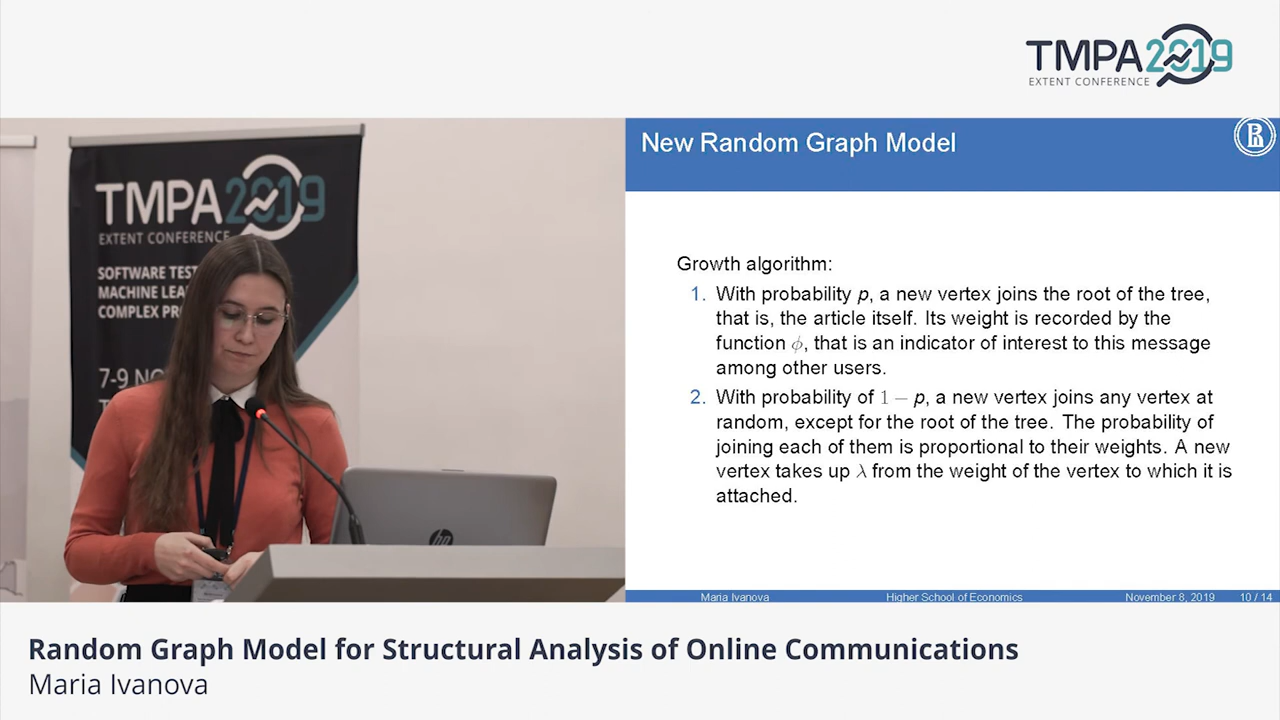 TMPA2019
EXTENT CONFERENCE
TMPA2019
EXTENT CONFERENCE
SOFTWARE
MACHINE
COMPLEX
7-9
New Random Graph Model
Growth algorithm:
1. With probability p, a new vertex joins the root of the tree,
that is, the article itself. Its weight is recorded by the
function ϕ, that is an indicator of interest to this message
among other users.
2. With probability of 1 − p, a new vertex joins any vertex at
random, except for the root of the tree. The probability of
joining each of them is proportional to their weights. A new
vertex takes up λ from the weight of the vertex to which it is
attached.
Maria Ivanova Higher School of Economics November 8, 2019 10 / 14
hp
Random Graph Model for Structural Analysis of Online Communications
Maria Ivanova